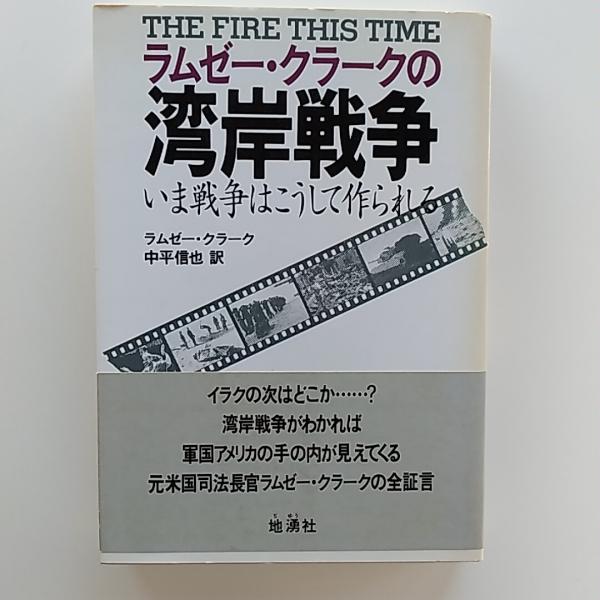 THE FIRE THIS TIME
ラムゼー・クラークの
湾岸戦争
いま戦争はこうして作られる
ラムゼー・クラーク
中平信也 訳
イラクの次はどこか……?
湾岸戦争がわかれば
軍国アメリカの手の内が見えてくる
元米国司法長官ラムゼー・クラークの全証言
じ ゆう
地湧社